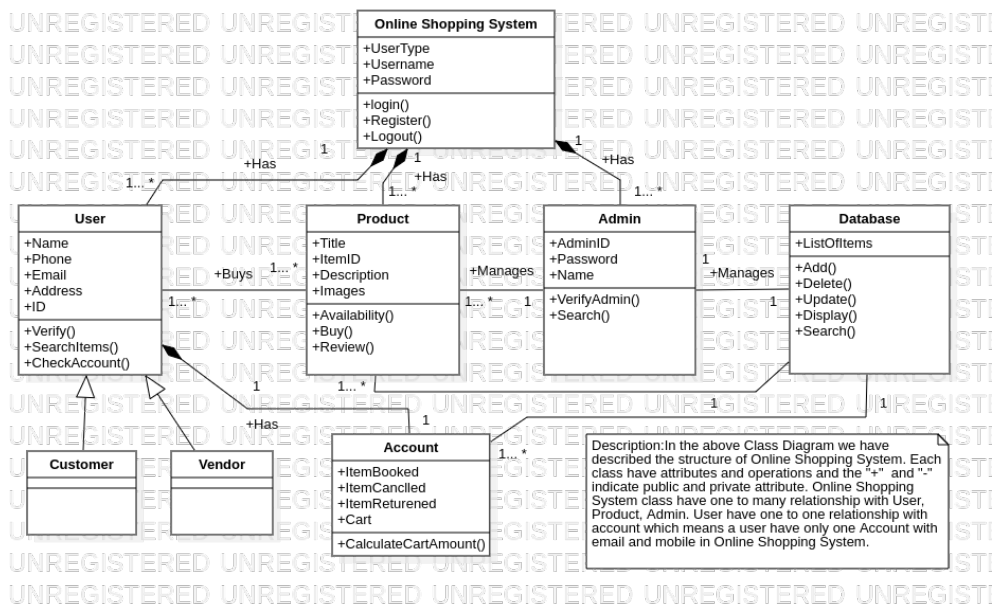 UNREGISTERED UNREGISTERED UNREGISTERED UNREGISTERED
Online Shopping System
+UserType
+Username
+Password
+login()
+Register()
+Logout()
1
+Has
1... *
1
+Has
1... *
1
+Has
1... *
User
+Name
+Phone
+Email
+Address
+ID
+Verify()
+SearchItems()
+CheckAccount()
+Buys
1... *
1... *
Product
+Title
+ItemID
+Description
+Images
+Availability()
+Buy()
+Review()
+Manages
1... *
1
Admin
+AdminID
+Password
+Name
+VerifyAdmin()
+Search()
1
+Manages
1
Database
+ListOfItems
+Add()
+Delete()
+Update()
+Display()
+Search()
1... *
1
1
+Has
1
1
1... *
Customer
Vendor
Account
+ItemBooked
+ItemCanclled
+ItemReturened
+Cart
+CalculateCartAmount()
Description:In the above Class Diagram we have
described the structure of Online Shopping System. Each
class have attributes and operations and the "+" and "-"
indicate public and private attribute. Online Shopping
System class have one to many relationship with User,
Product, Admin. User have one to one relationship with
account which means a user have only one Account with
email and mobile in Online Shopping System.